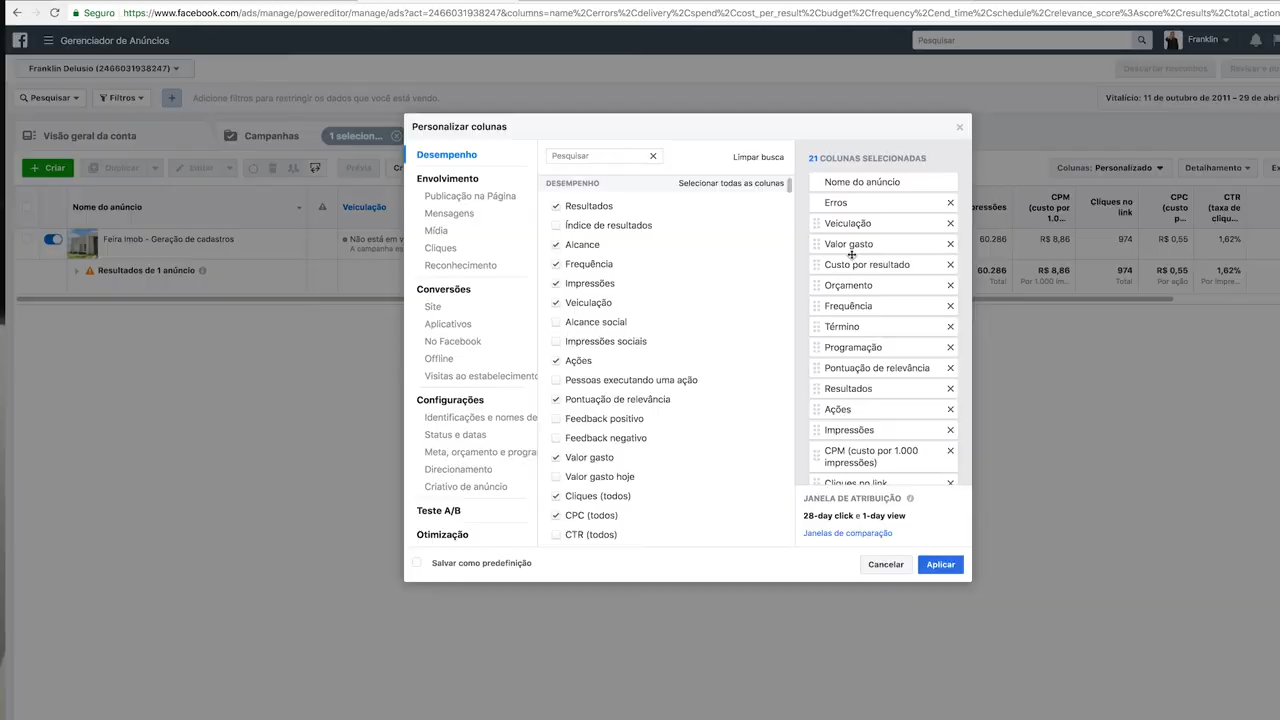 Seguro https://www.facebook.com/ads/manage/powereditor/manage/ads?act=2466031938247&columns=name%2Cerrors%2Cdelivery%2Cspend%2Ccost_per_result%2Cbudget%2Cfrequency%2Cend_time%2Cschedule%2Crelevance_score%3Ascore%2Cresults%2Ctotal_action
Gerenciador de Anúncios
Pesquisar
Franklin
Franklin Delusio (2466031938247)
Descartar rascunhos
Pesquisar
Filtros
Adicione filtros para restringir os dados que você está vendo.
Vitalício: 11 de outubro de 2011 – 29 de abri
Visão geral da conta
Campanhas
1 selecion...
+ Criar
Duplicar
Editar
Prévia
Colunas: Personalizado
Detalhamento
Nome do anúncio
Veiculação
CPM (custo por 1.0...
Cliques no link
CPC (custo p...
CTR (taxa de cliqu...
Feira Imob - Geração de cadastros
60.286
R$ 8,86
974
R$ 0,55
1,62%
Resultados de 1 anúncio
60.286
Total
R$ 8,86
Por 1.000 im...
974
Total
R$ 0,55
Por ação
1,62%
Por impre...
Personalizar colunas
Desempenho
Envolvimento
Publicação na Página
Mensagens
Mídia
Cliques
Reconhecimento
Conversões
Site
Aplicativos
No Facebook
Offline
Visitas ao estabelecimento
Configurações
Identificações e nomes de
Status e datas
Meta, orçamento e progra
Direcionamento
Criativo de anúncio
Teste A/B
Otimização
Pesquisar
Limpar busca
DESEMPENHO
Selecionar todas as colunas
Resultados
Índice de resultados
Alcance
Frequência
Impressões
Veiculação
Alcance social
Impressões sociais
Ações
Pessoas executando uma ação
Pontuação de relevância
Feedback positivo
Feedback negativo
Valor gasto
Valor gasto hoje
Cliques (todos)
CPC (todos)
CTR (todos)
21 COLUNAS SELECIONADAS
Nome do anúncio
Erros
Veiculação
Valor gasto
Custo por resultado
Orçamento
Frequência
Término
Programação
Pontuação de relevância
Resultados
Ações
Impressões
CPM (custo por 1.000
impressões)
Cliques no link
JANELA DE ATRIBUIÇÃO
28-day click e 1-day view
Janelas de comparação
Salvar como predefinição
Cancelar
Aplicar